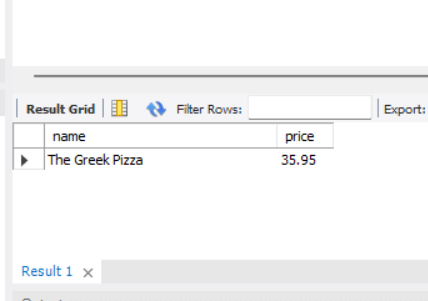 Result Grid Filter Rows: Export:
name price
The Greek Pizza 35.95
Result 1 ×